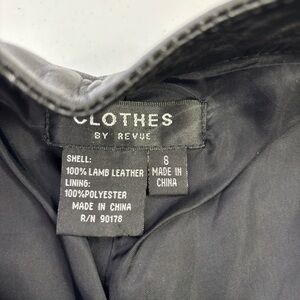 CLOTHES
BY REVUE
SHELL:
100% LAMB LEATHER
LINING:
100%POLYESTER
MADE IN CHINA
R/N 90178
8
MADE IN
CHINA